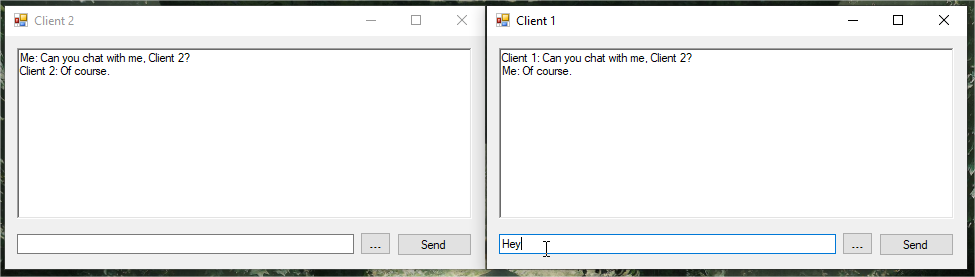 Client 2
Me: Can you chat with me, Client 2?
Client 2: Of course.
...
Send
Client 1
Client 1: Can you chat with me, Client 2?
Me: Of course.
Hey
...
Send